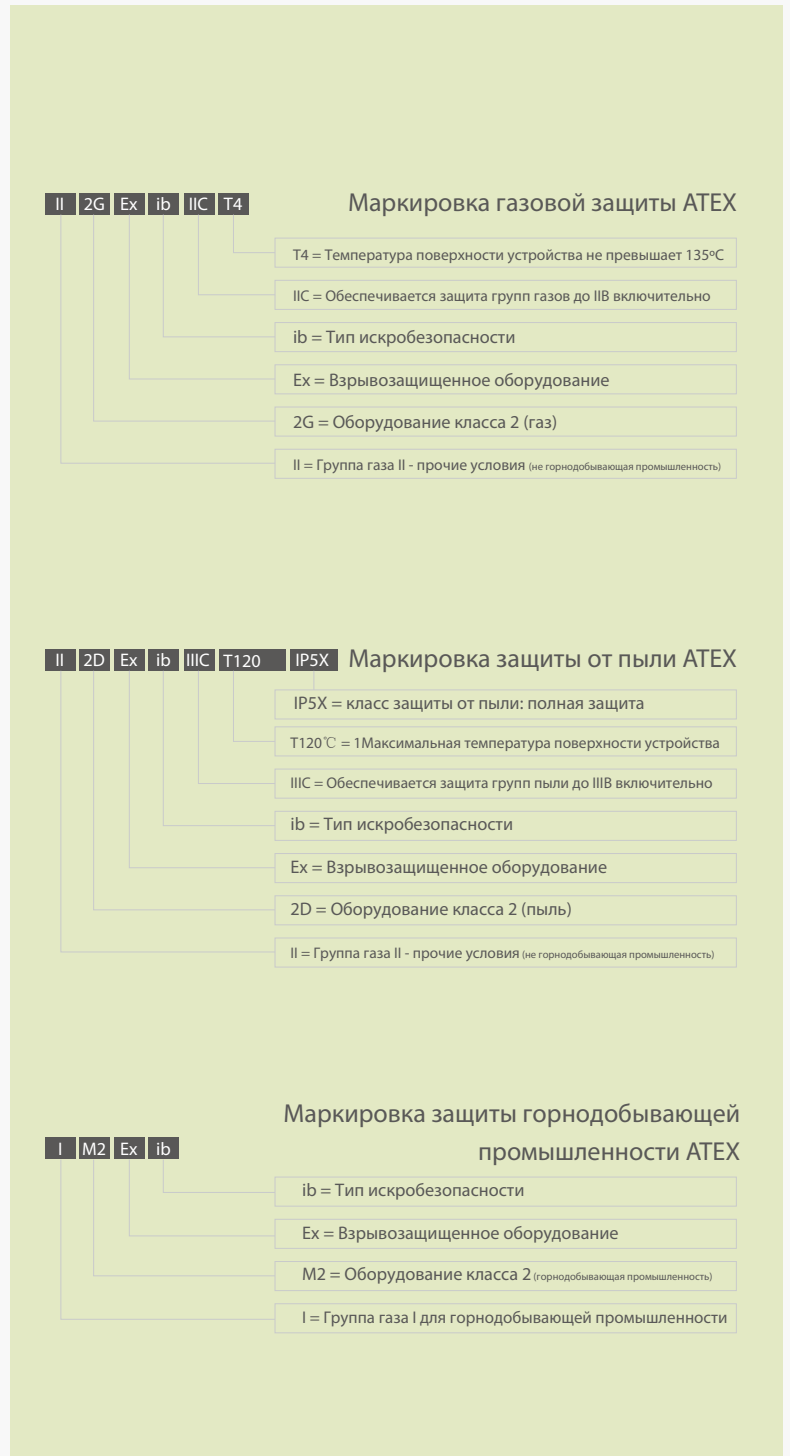 II 2G Ex ib IIC T4 Маркировка газовой защиты ATEX
T4 = Температура поверхности устройства не превышает 135ºC
IIC = Обеспечивается защита групп газов до IIB включительно
ib = Тип искробезопасности
Ex = Взрывозащищенное оборудование
2G = Оборудование класса 2 (газ)
II = Группа газа II - прочие условия (не горнодобывающая промышленность)
II 2D Ex ib IIIC T120 IP5X Маркировка защиты от пыли ATEX
IP5X = класс защиты от пыли: полная защита
T120℃ = 1Максимальная температура поверхности устройства
IIIC = Обеспечивается защита групп пыли до IIIB включительно
ib = Тип искробезопасности
Ex = Взрывозащищенное оборудование
2D = Оборудование класса 2 (пыль)
II = Группа газа II - прочие условия (не горнодобывающая промышленность)
Маркировка защиты горнодобывающей
I M2 Ex ib промышленности ATEX
ib = Тип искробезопасности
Ex = Взрывозащищенное оборудование
M2 = Оборудование класса 2 (горнодобывающая промышленность)
I = Группа газа I для горнодобывающей промышленности